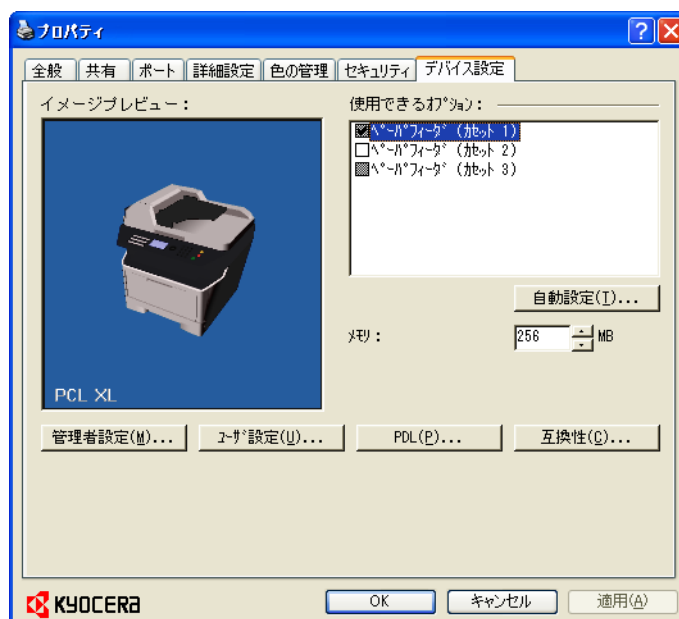 プロパティ
全般 共有 ポート 詳細設定 色の管理 セキュリティ デバイス設定
イメージプレビュー：
使用できるｵﾌﾟｼｮﾝ：
ﾍﾟｰﾊﾟﾌｨｰﾀﾞ (ｶｾｯﾄ 1)
ﾍﾟｰﾊﾟﾌｨｰﾀﾞ (ｶｾｯﾄ 2)
ﾍﾟｰﾊﾟﾌｨｰﾀﾞ (ｶｾｯﾄ 3)
自動設定(T)...
ﾒﾓﾘ： 256 MB
PCL XL
管理者設定(M)... ﾕｰｻﾞ設定(U)... PDL(P)... 互換性(C)...
KYOCERA OK キャンセル 適用(A)